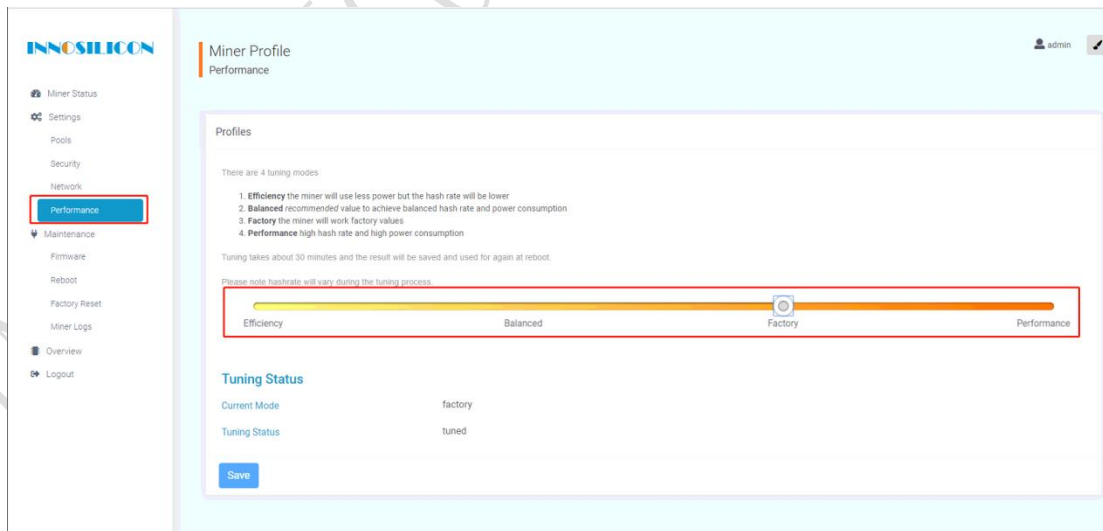 INNOSILICON
Miner Status
Settings
Pools
Security
Network
Performance
Maintenance
Firmware
Reboot
Factory Reset
Miner Logs
Overview
Logout
Miner Profile
Performance
admin
Profiles
There are 4 tuning modes
1. Efficiency the miner will use less power but the hash rate will be lower
2. Balanced recommended value to achieve balanced hash rate and power consumption
3. Factory the miner will work factory values
4. Performance high hash rate and high power consumption
Tuning takes about 30 minutes and the result will be saved and used for again at reboot.
Please note hashrate will vary during the tuning process.
Efficiency Balanced Factory Performance
Tuning Status
Current Mode factory
Tuning Status tuned
Save